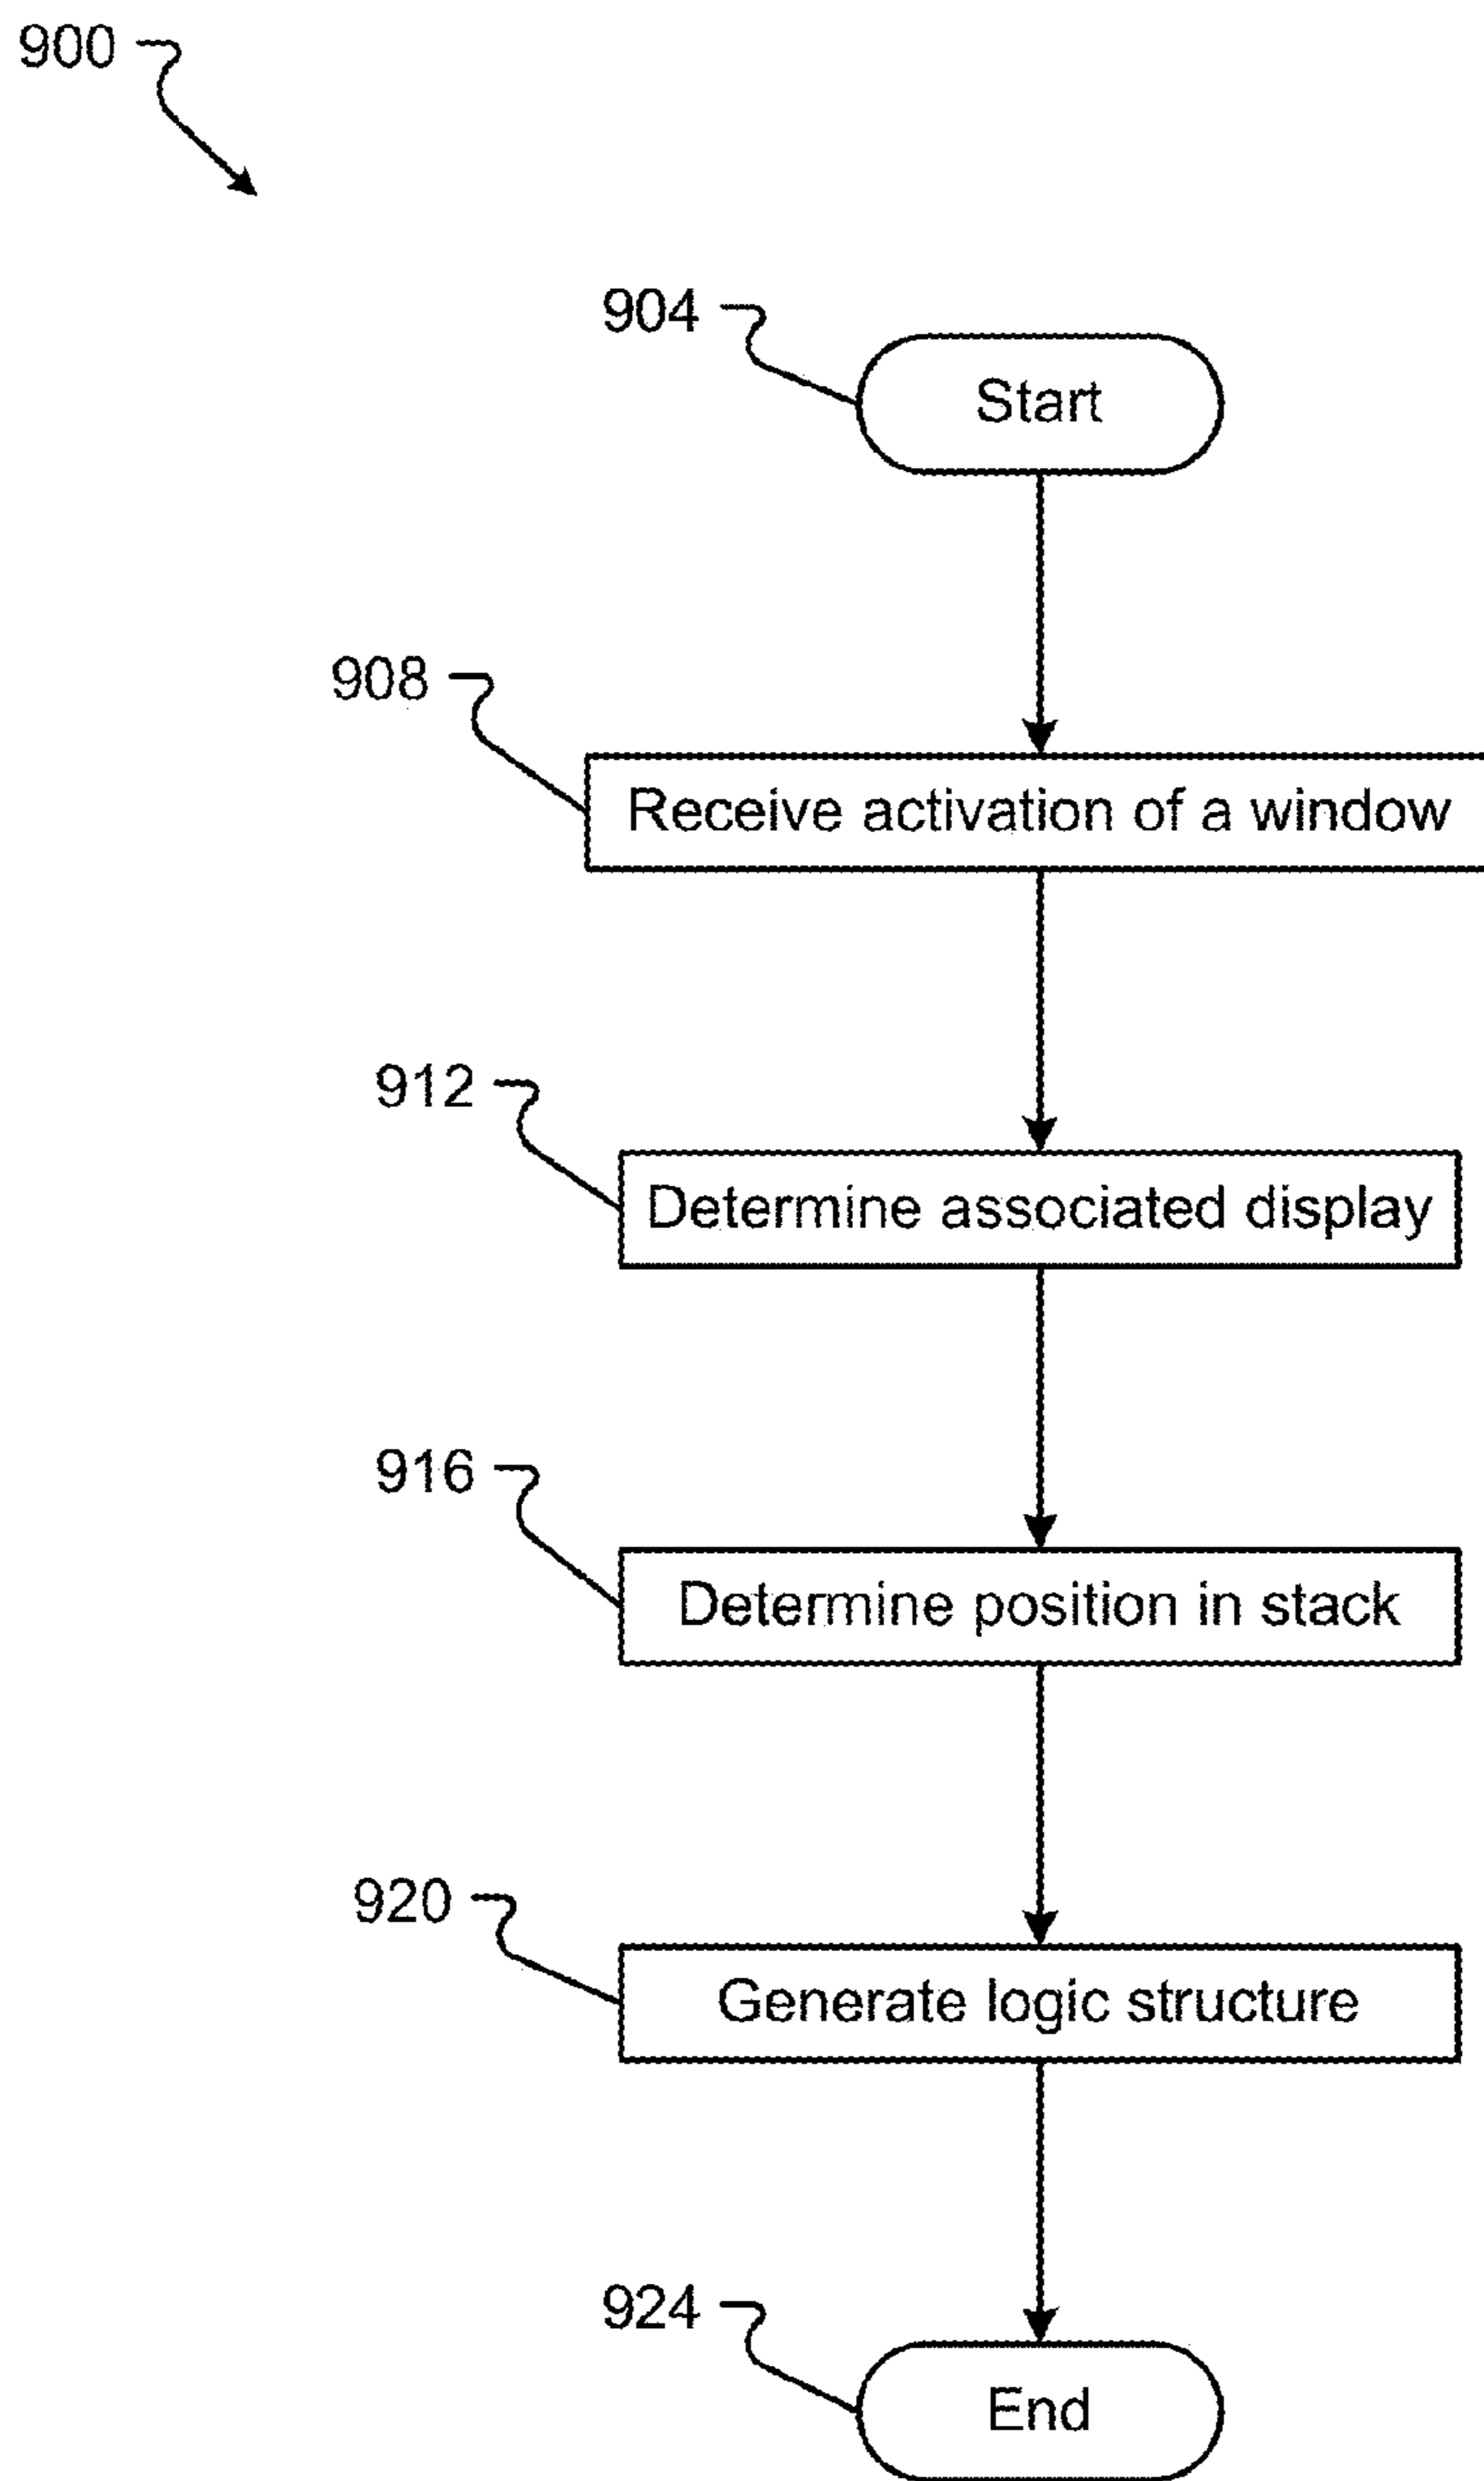 900
904
Start
908
Receive activation of a window
912
Determine associated display
916
Determine position in stack
920
Generate logic structure
924
End